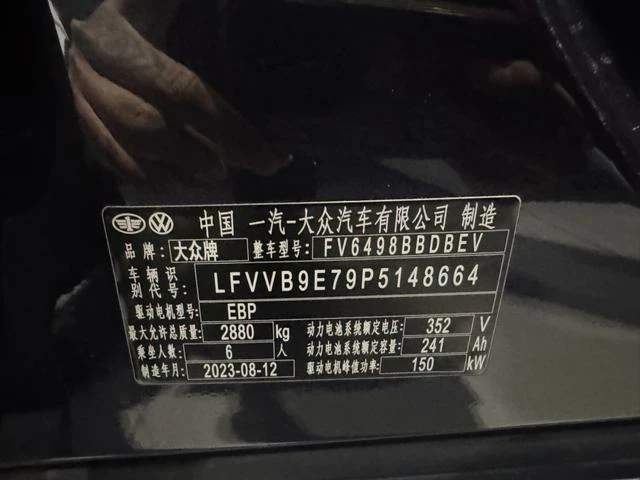 中国 一汽-大众汽车有限公司 制造
品牌: 大众牌 整车型号: FV6498BBDBEV
车辆识别代号: LFVVB9E79P5148664
驱动电机型号: EBP
最大允许总质量: 2880 kg 动力电池系统额定电压: 352 V
乘坐人数: 6 人 动力电池系统额定容量: 241 Ah
制造年月: 2023-08-12 驱动电机峰值功率: 150 kW